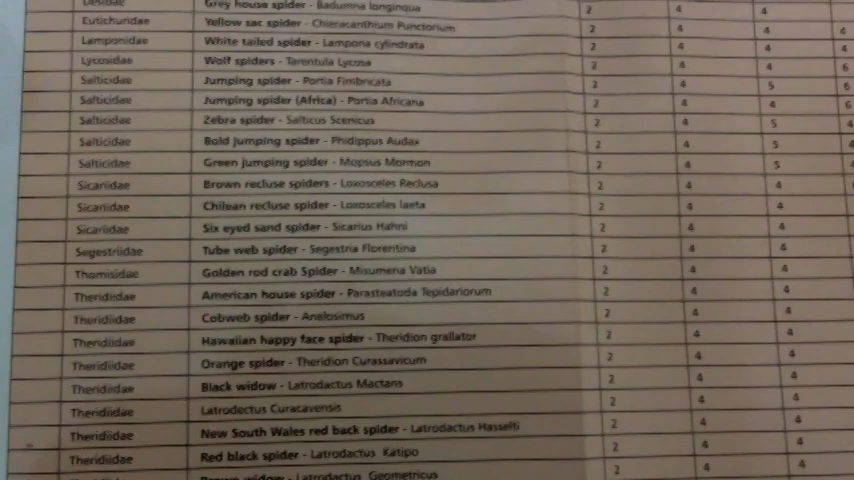 Desidae Grey house spider - Badumna longinqua 2 4 4
Eutichuridae Yellow sac spider - Chieracanthium Punctorium 2 4 4 4
Lamponidae White tailed spider - Lampona cylindrata 2 4 4 4
Lycosidae Wolf spiders - Tarentula Lycosa 2 4 4 6
Salticidae Jumping spider - Portia Fimbricata 2 4 5 6
Salticidae Jumping spider (Africa) - Portia Africana 2 4 4 6
Salticidae Zebra spider - Salticus Scenicus 2 4 5 4
Salticidae Bold jumping spider - Phidippus Audax 2 4 5 4
Salticidae Green jumping spider - Mopsus Mormon 2 4 5
Sicariidae Brown recluse spiders - Loxosceles Reclusa 2 4 4
Sicariidae Chilean recluse spider - Loxosceles laeta 2 4 4
Sicariidae Six eyed sand spider - Sicarius Hahni 2 4 4
Segestriidae Tube web spider - Segestria Florentina 2 4 4
Thomisidae Golden rod crab Spider - Misumena Vatia 2 4 4
Theridiidae American house spider - Parasteatoda Tepidariorum 2 4 4
Theridiidae Cobweb spider - Anelosimus 2 4 4
Theridiidae Hawaiian happy face spider - Theridion grallator 2 4 4
Theridiidae Orange spider - Theridion Curassavicum 2 4 4
Theridiidae Black widow - Latrodactus Mactans 2 4 4
Theridiidae Latrodectus Curacavensis 2 4 4
Theridiidae New South Wales red back spider - Latrodactus Hasselti 2 4 4
Theridiidae Red black spider - Latrodactus Katipo 2 4 4
Brown widow - Latrodactus Geometricus 2 4 4